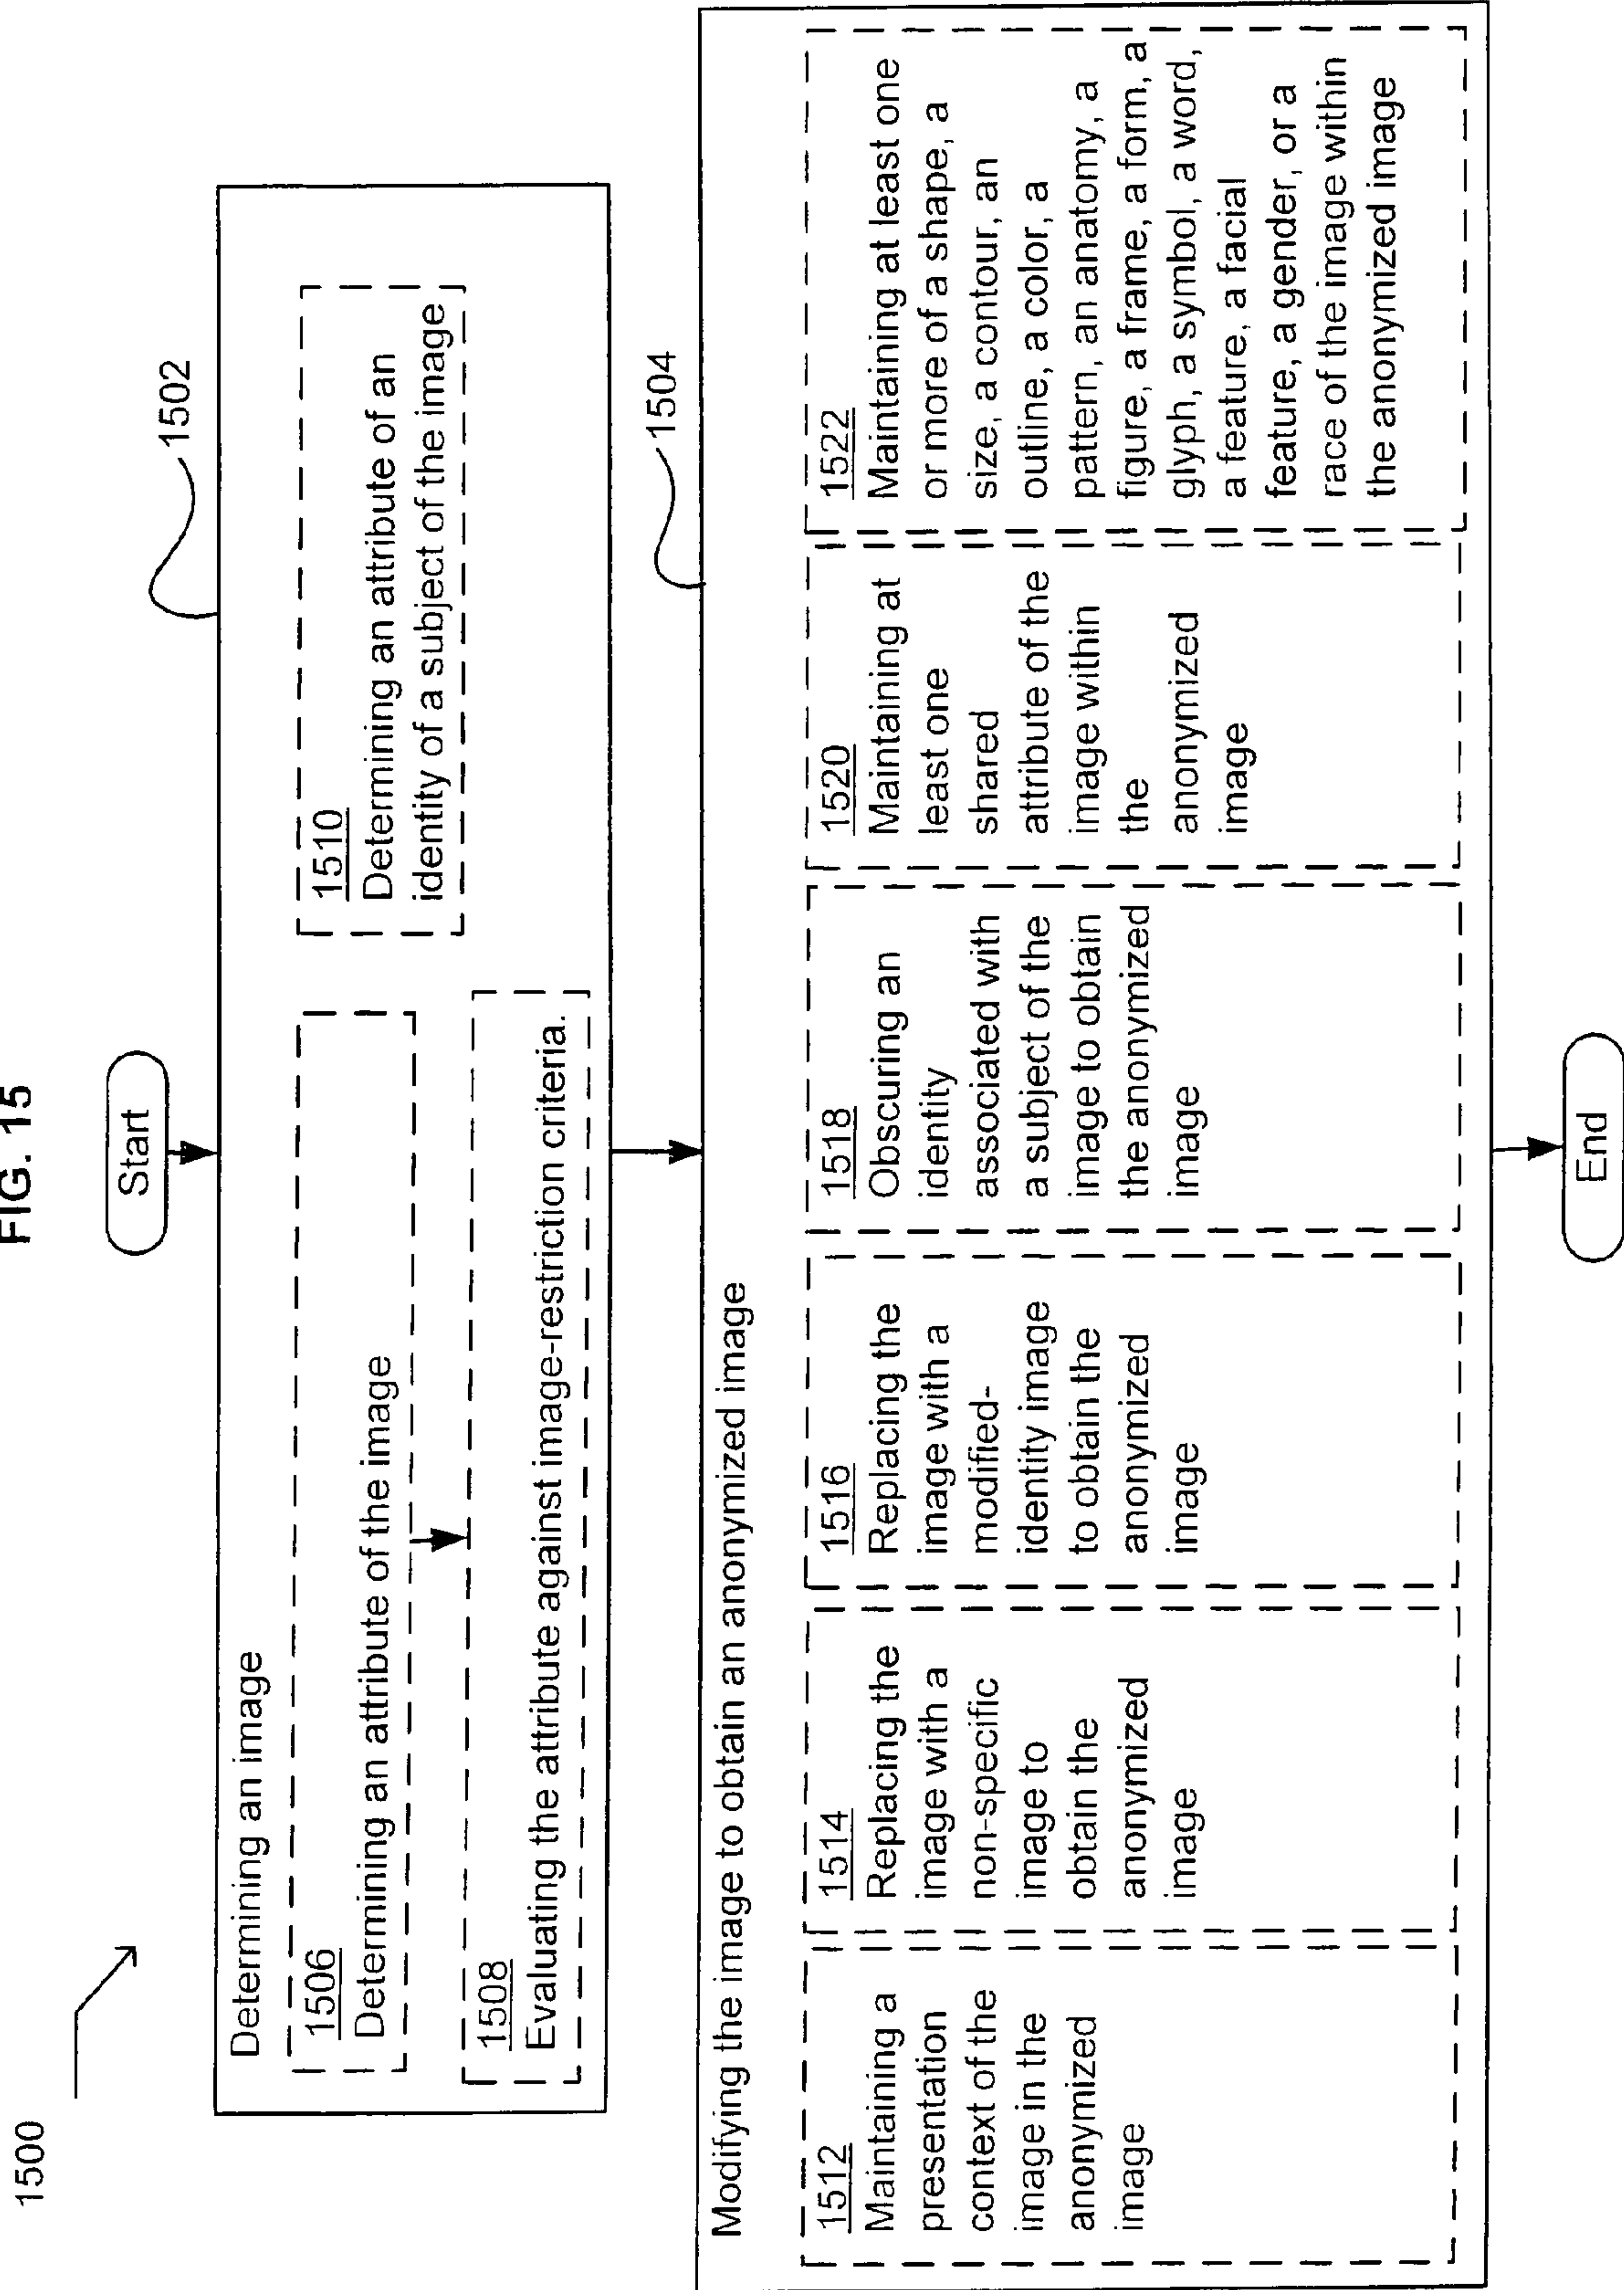 FIG. 15
1500
Start
1502
Determining an image
1506
Determining an attribute of the image
1508
Evaluating the attribute against image-restriction criteria.
1510
Determining an attribute of an
identity of a subject of the image
1504
Modifying the image to obtain an anonymized image
1512
Maintaining a
presentation
context of the
image in the
anonymized
image
1514
Replacing the
image with a
non-specific
image to
obtain the
anonymized
image
1516
Replacing the
image with a
modified-
identity image
to obtain the
anonymized
image
1518
Obscuring an
identity
associated with
a subject of the
image to obtain
the anonymized
image
1520
Maintaining at
least one
shared
attribute of the
image within
the
anonymized
image
1522
Maintaining at least one
or more of a shape, a
size, a contour, an
outline, a color, a
pattern, an anatomy, a
figure, a frame, a form, a
glyph, a symbol, a word,
a feature, a facial
feature, a gender, or a
race of the image within
the anonymized image
End